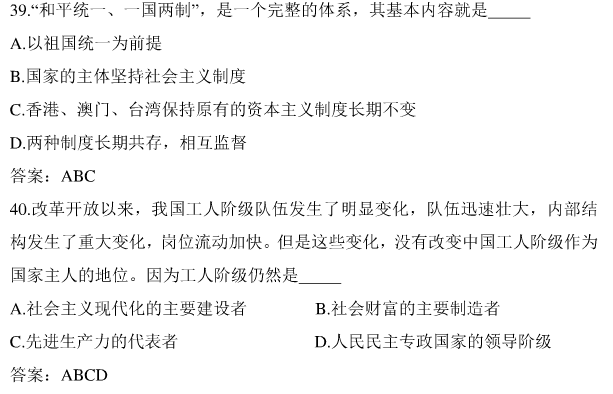 39.“和平统一、一国两制”，是一个完整的体系，其基本内容就是_____
A.以祖国统一为前提
B.国家的主体坚持社会主义制度
C.香港、澳门、台湾保持原有的资本主义制度长期不变
D.两种制度长期共存，相互监督
答案：ABC
40.改革开放以来，我国工人阶级队伍发生了明显变化，队伍迅速壮大，内部结
构发生了重大变化，岗位流动加快。但是这些变化，没有改变中国工人阶级作为
国家主人的地位。因为工人阶级仍然是_____
A.社会主义现代化的主要建设者 B.社会财富的主要制造者
C.先进生产力的代表者 D.人民民主专政国家的领导阶级
答案：ABCD